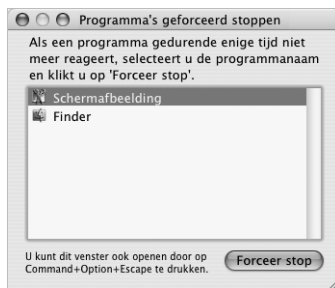 Programma's geforceerd stoppen
Als een programma gedurende enige tijd niet
meer reageert, selecteert u de programmanaam
en klikt u op 'Forceer stop'.
Schermafbeelding
Finder
U kunt dit venster ook openen door op
Command+Option+Escape te drukken.
Forceer stop